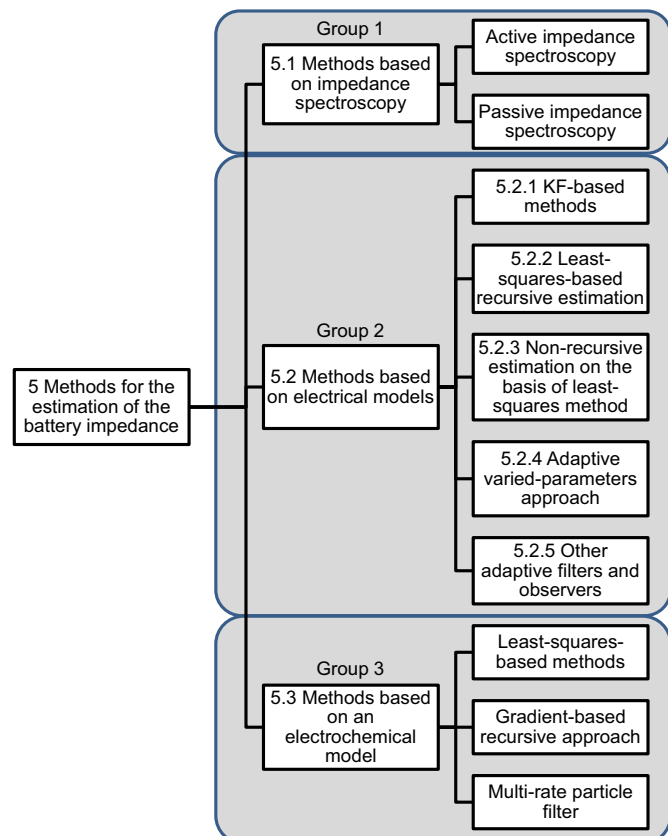 Group 1
5.1 Methods based
on impedance
spectroscopy
Active impedance
spectroscopy
Passive impedance
spectroscopy
5 Methods for the
estimation of the
battery impedance
Group 2
5.2 Methods based
on electrical models
5.2.1 KF-based
methods
5.2.2 Least-
squares-based
recursive estimation
5.2.3 Non-recursive
estimation on the
basis of least-
squares method
5.2.4 Adaptive
varied-parameters
approach
5.2.5 Other
adaptive filters and
observers
Group 3
5.3 Methods based
on an
electrochemical
model
Least-squares-
based methods
Gradient-based
recursive approach
Multi-rate particle
filter